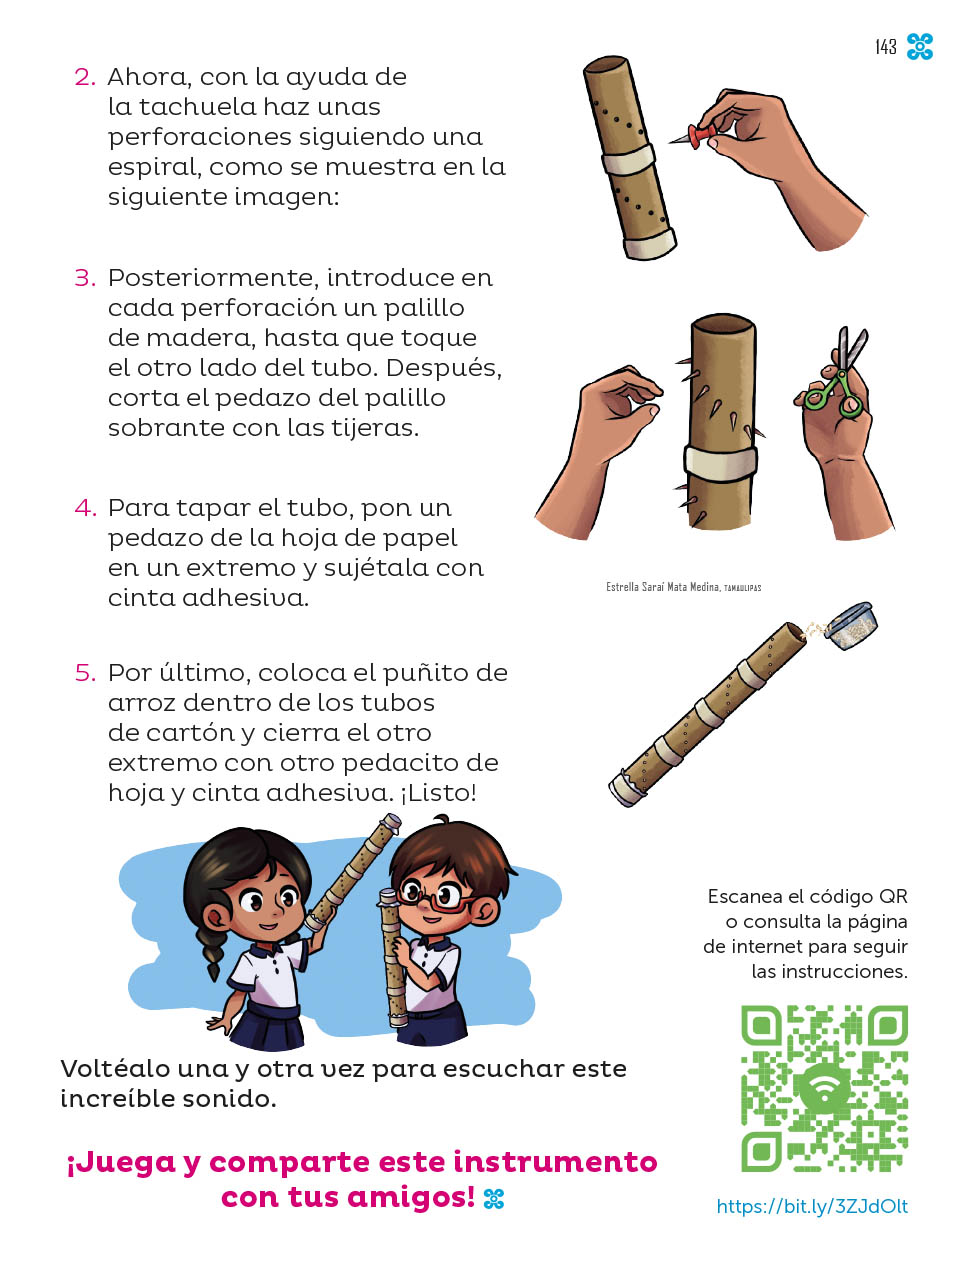 143
2. Ahora, con la ayuda de
la tachuela haz unas
perforaciones siguiendo una
espiral, como se muestra en la
siguiente imagen:
3. Posteriormente, introduce en
cada perforación un palillo
de madera, hasta que toque
el otro lado del tubo. Después,
corta el pedazo del palillo
sobrante con las tijeras.
4. Para tapar el tubo, pon un
pedazo de la hoja de papel
en un extremo y sujétala con
cinta adhesiva.
Estrella Saraí Mata Medina, TAMAULIPAS
5. Por último, coloca el puñito de
arroz dentro de los tubos
de cartón y cierra el otro
extremo con otro pedacito de
hoja y cinta adhesiva. ¡Listo!
Escanea el código QR
o consulta la página
de internet para seguir
las instrucciones.
Voltéalo una y otra vez para escuchar este
increíble sonido.
¡Juega y comparte este instrumento
con tus amigos!
https://bit.ly/3ZJdOlt